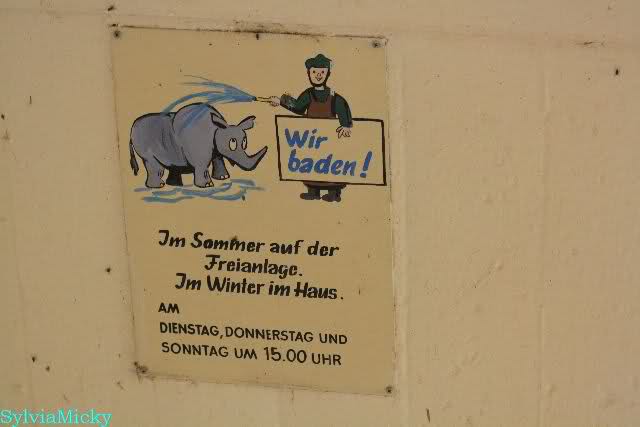 Wir
baden!
Im Sommer auf der
Freianlage.
Im Winter im Haus.
AM
DIENSTAG, DONNERSTAG UND
SONNTAG UM 15.00 UHR
SylviaMicky